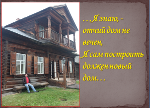 …Я знаю, –
отчий дом не
вечен,
Я сам построить
должен новый
дом…